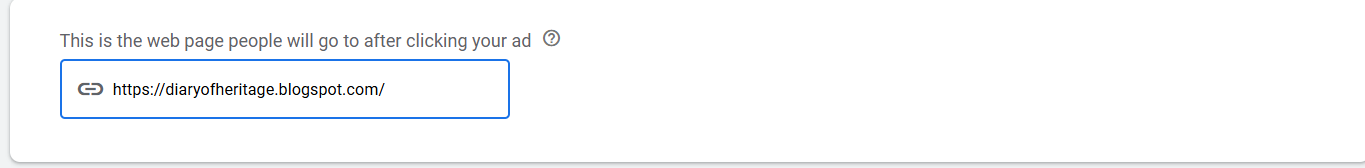 This is the web page people will go to after clicking your ad
https://diaryofheritage.blogspot.com/